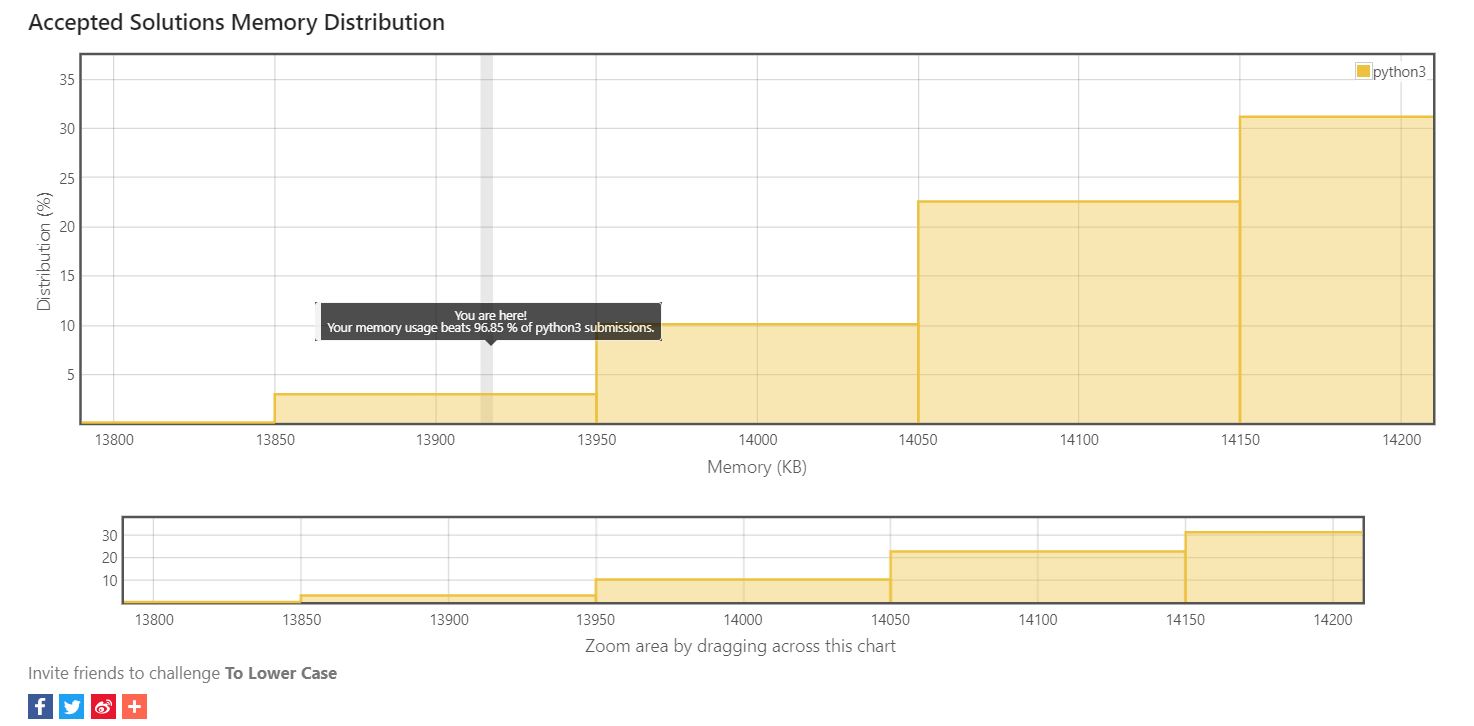 Accepted Solutions Memory Distribution
python3
35
30
25
20
15
10
5
Distribution (%)
You are here!
Your memory usage beats 96.85 % of python3 submissions.
13800 13850 13900 13950 14000 14050 14100 14150 14200
Memory (KB)
30
20
10
13800 13850 13900 13950 14000 14050 14100 14150 14200
Zoom area by dragging across this chart
Invite friends to challenge To Lower Case